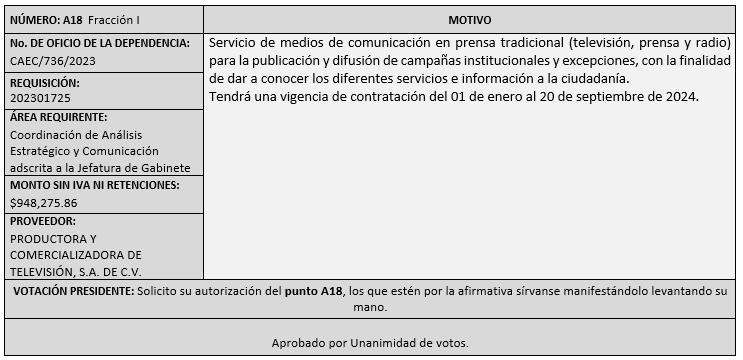 NÚMERO: A18 Fracción I
MOTIVO
No. DE OFICIO DE LA DEPENDENCIA:
CAEC/736/2023
REQUISICIÓN:
202301725
ÁREA REQUIRENTE:
Coordinación de Análisis
Estratégico y Comunicación
adscrita a la Jefatura de Gabinete
MONTO SIN IVA NI RETENCIONES:
$948,275.86
PROVEEDOR:
PRODUCTORA Y
COMERCIALIZADORA DE
TELEVISIÓN, S.A. DE C.V.
Servicio de medios de comunicación en prensa tradicional (televisión, prensa y radio)
para la publicación y difusión de campañas institucionales y excepciones, con la finalidad
de dar a conocer los diferentes servicios e información a la ciudadanía.
Tendrá una vigencia de contratación del 01 de enero al 20 de septiembre de 2024.
VOTACIÓN PRESIDENTE: Solicito su autorización del punto A18, los que estén por la afirmativa sírvanse manifestándolo levantando su
mano.
Aprobado por Unanimidad de votos.